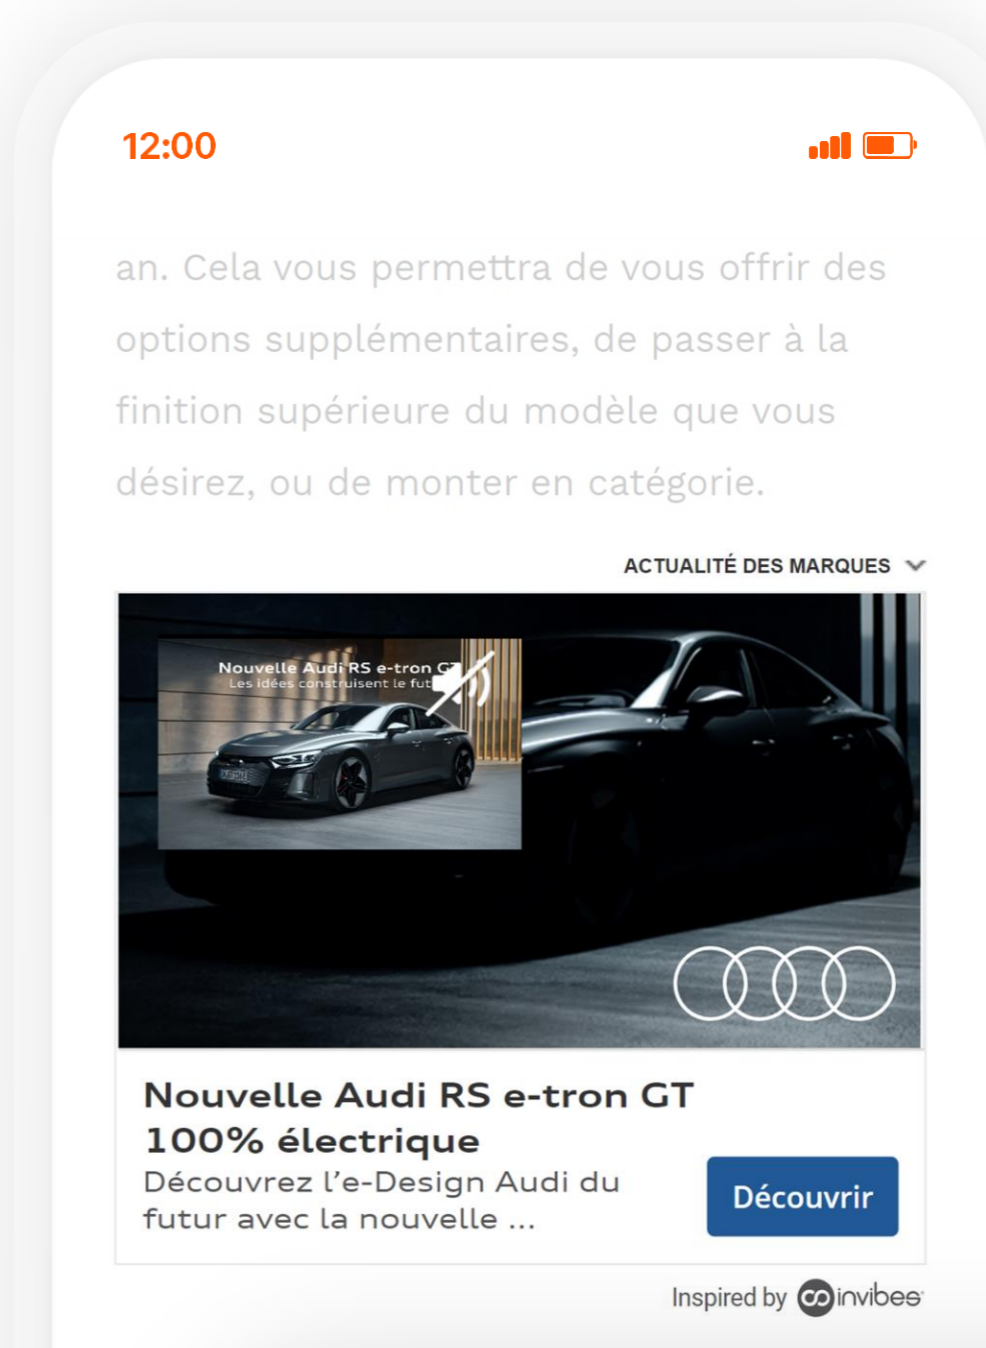 12:00
an. Cela vous permettra de vous offrir des
options supplémentaires, de passer à la
finition supérieure du modèle que vous
désirez, ou de monter en catégorie.
ACTUALITÉ DES MARQUES
Nouvelle Audi RS e-tron GT
Les idées construisent le fut
Nouvelle Audi RS e-tron GT
100% électrique
Découvrez l’e-Design Audi du
futur avec la nouvelle ...
Découvrir
Inspired by invibes